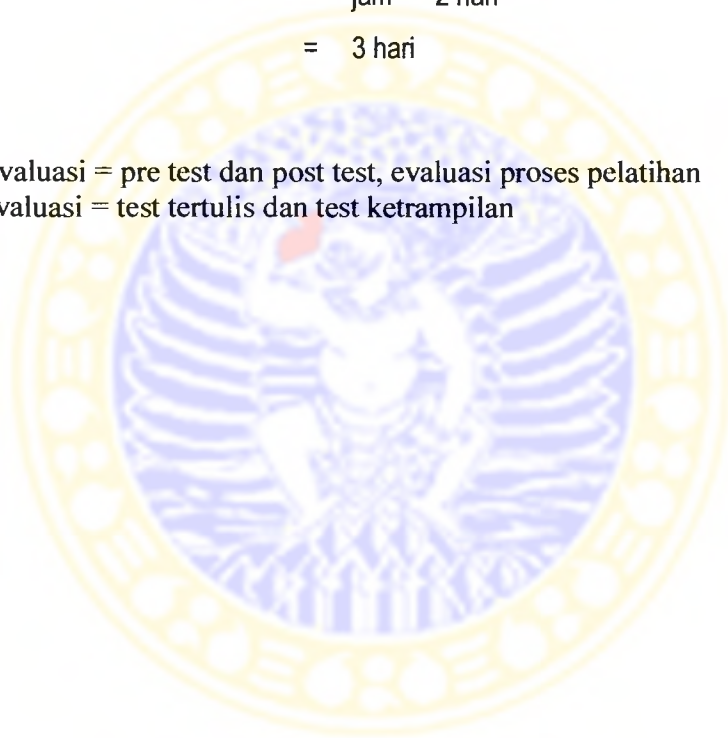 jam 2 hari
= 3 hari
valuasi = pre test dan post test, evaluasi proses pelatihan
valuasi = test tertulis dan test ketrampilan